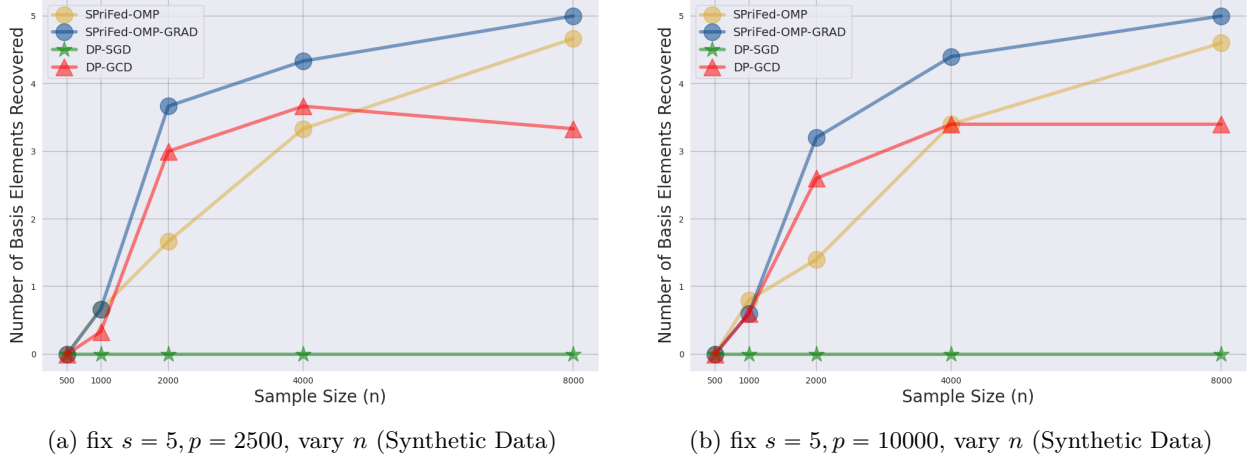 SPriFed-OMP
SPriFed-OMP-GRAD
DP-SGD
DP-GCD
Number of Basis Elements Recovered
5
4
3
2
1
0
500 1000 2000 4000 8000
Sample Size (n)
(a) fix s = 5, p = 2500, vary n (Synthetic Data)
SPriFed-OMP
SPriFed-OMP-GRAD
DP-SGD
DP-GCD
Number of Basis Elements Recovered
5
4
3
2
1
0
500 1000 2000 4000 8000
Sample Size (n)
(b) fix s = 5, p = 10000, vary n (Synthetic Data)